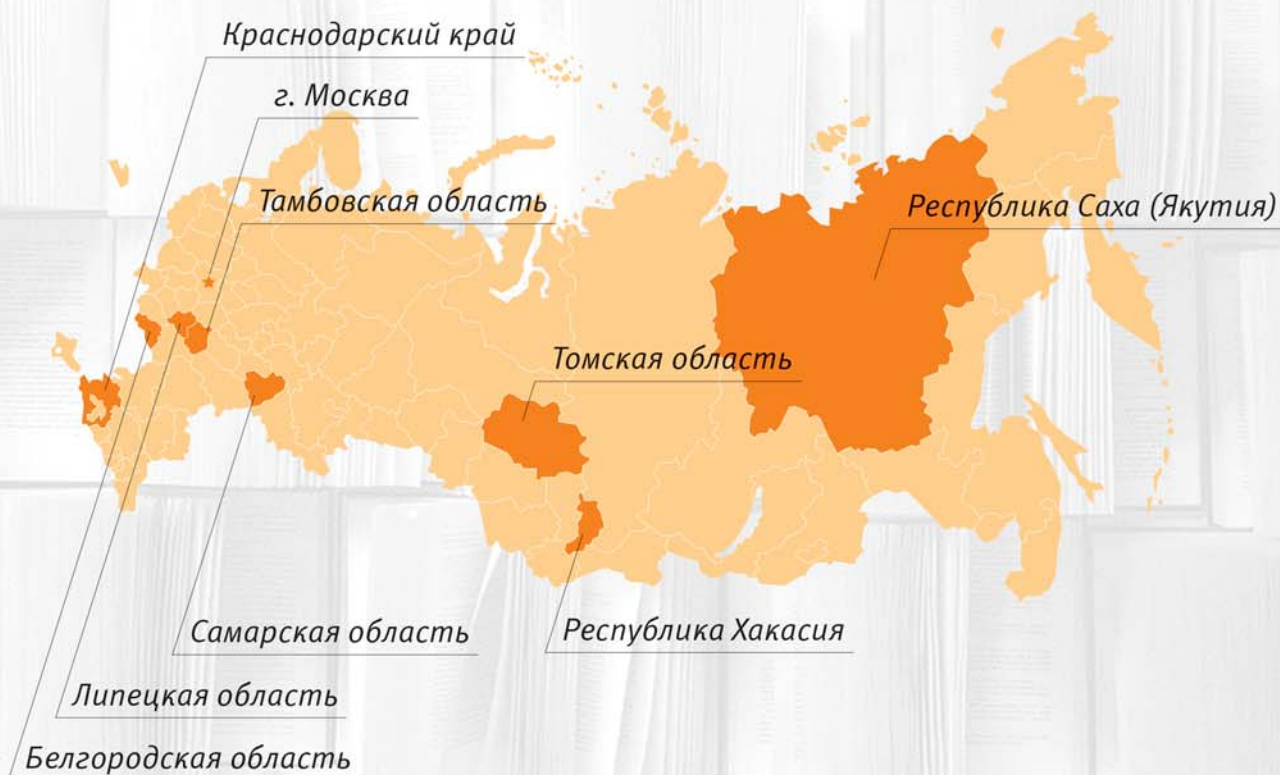 Краснодарский край
г. Москва
Тамбовская область
Республика Саха (Якутия)
Томская область
Самарская область
Республика Хакасия
Липецкая область
Белгородская область